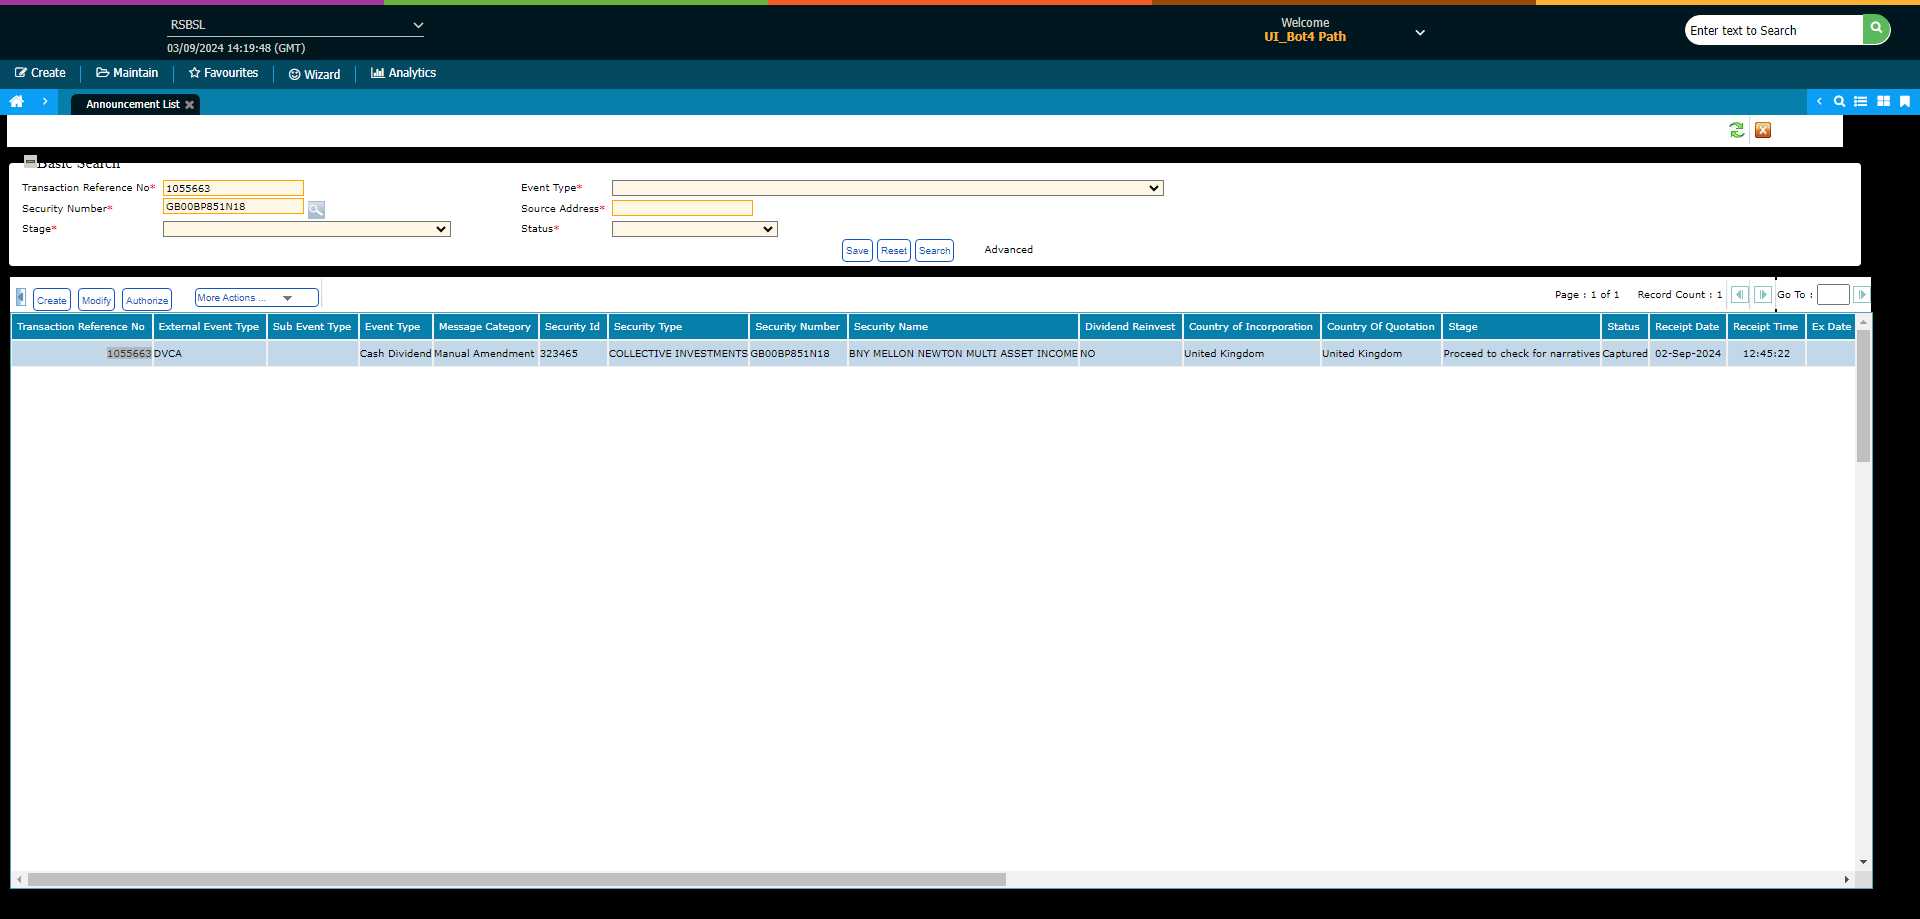 RSBSL
03/09/2024 14:19:48 (GMT)
Welcome
UI_Bot4 Path
Enter text to Search
Create Maintain Favourites Wizard Analytics
Announcement List
Basic Search
Transaction Reference No* 1055663 Event Type*
Security Number* GB00BP851N18 Source Address*
Stage* Status*
Save Reset Search Advanced
Create Modify Authorize More Actions ... Page : 1 of 1 Record Count : 1 Go To :
Transaction Reference No External Event Type Sub Event Type Event Type Message Category Security Id Security Type Security Number Security Name Dividend Reinvest Country of Incorporation Country Of Quotation Stage Status Receipt Date Receipt Time Ex Date
1055663 DVCA Cash Dividend Manual Amendment 323465 COLLECTIVE INVESTMENTS GB00BP851N18 BNY MELLON NEWTON MULTI ASSET INCOME NO United Kingdom United Kingdom Proceed to check for narratives Captured 02-Sep-2024 12:45:22